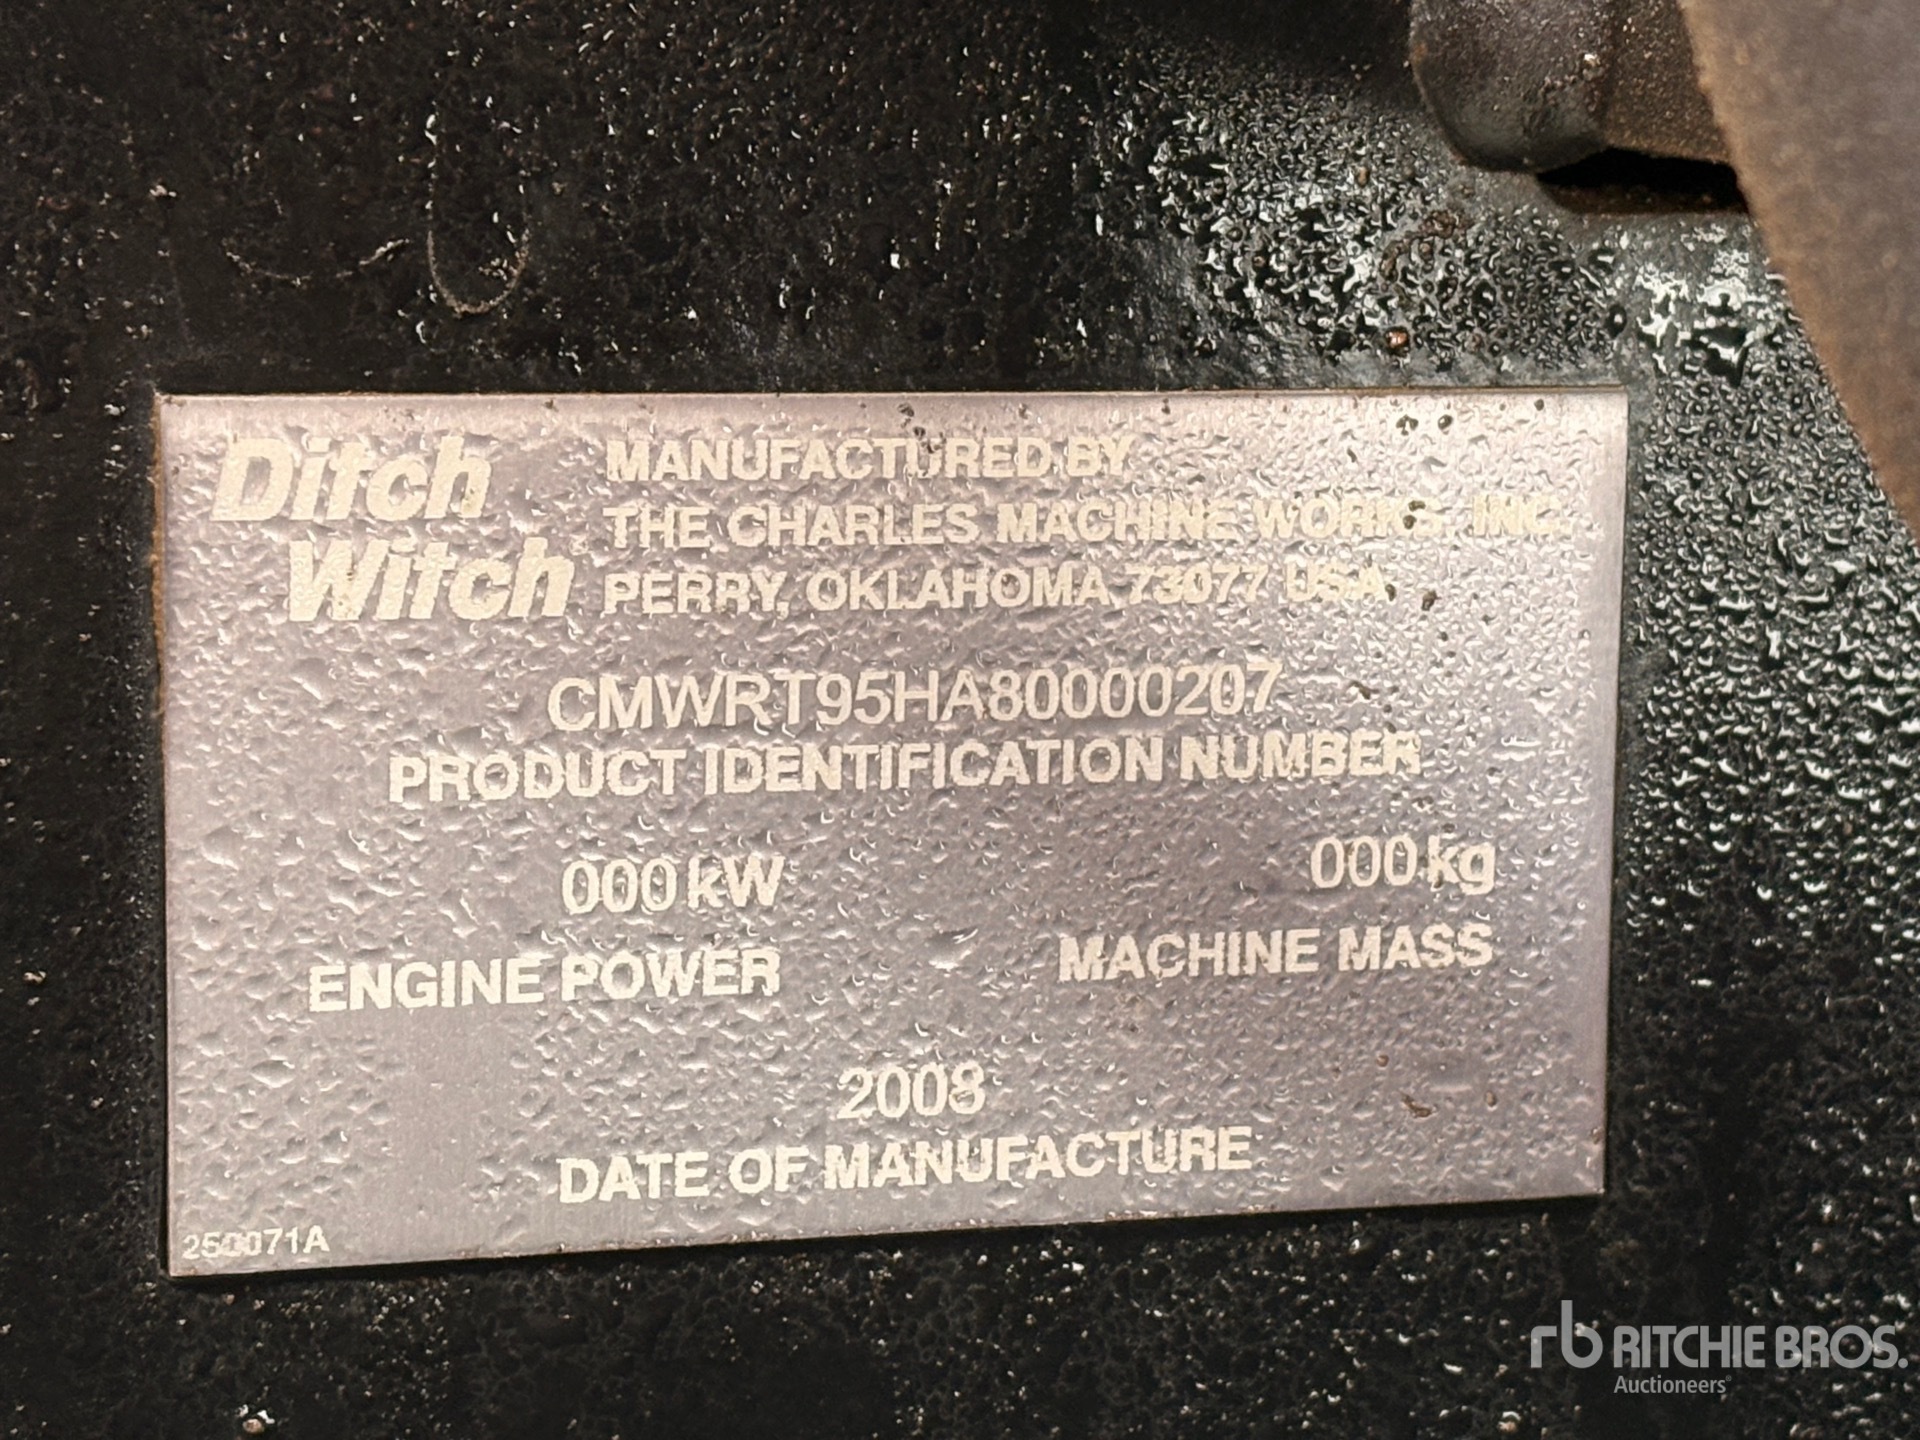 Ditch
Witch
MANUFACTURED BY
THE CHARLES MACHINE WORKS, INC.
PERRY, OKLAHOMA 73077 USA
CMWRT95HA80000207
PRODUCT IDENTIFICATION NUMBER
000 kW
000 kg
ENGINE POWER
MACHINE MASS
2008
DATE OF MANUFACTURE
250071A
rb RITCHIE BROS.
Auctioneers